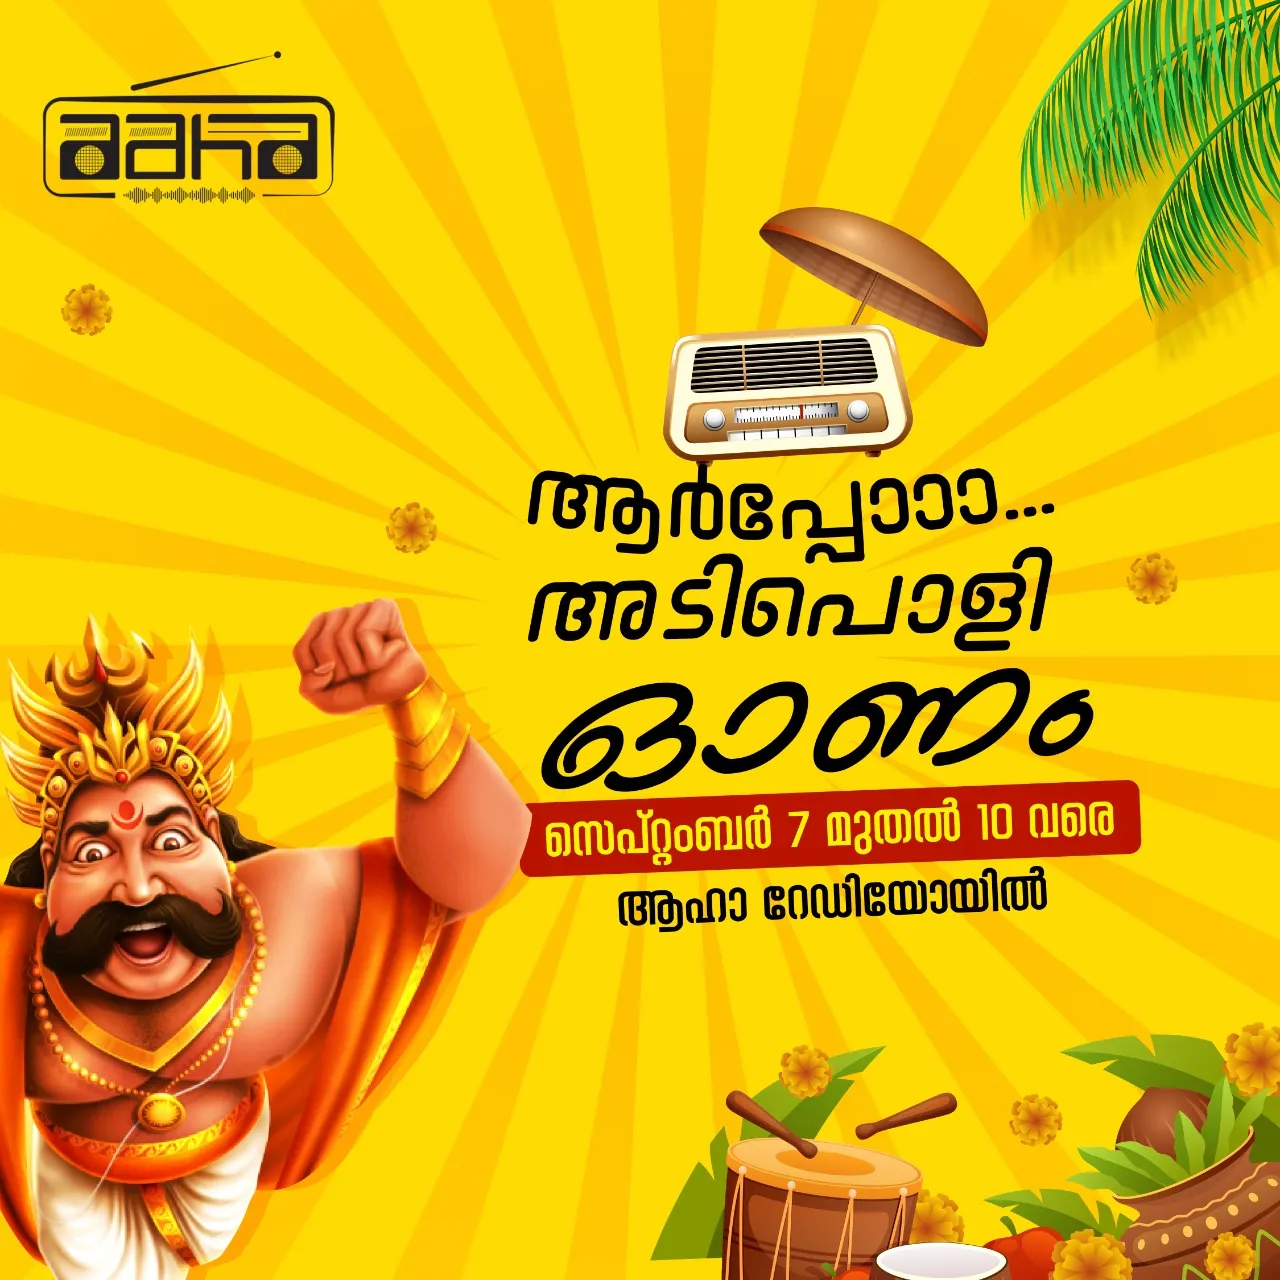 aaha
ആർപ്പോാാ...
അടിപൊളി
ഓണം
സെപ്റ്റംബർ 7 മുതൽ 10 വരെ
ആഹാ റേഡിയോയിൽ